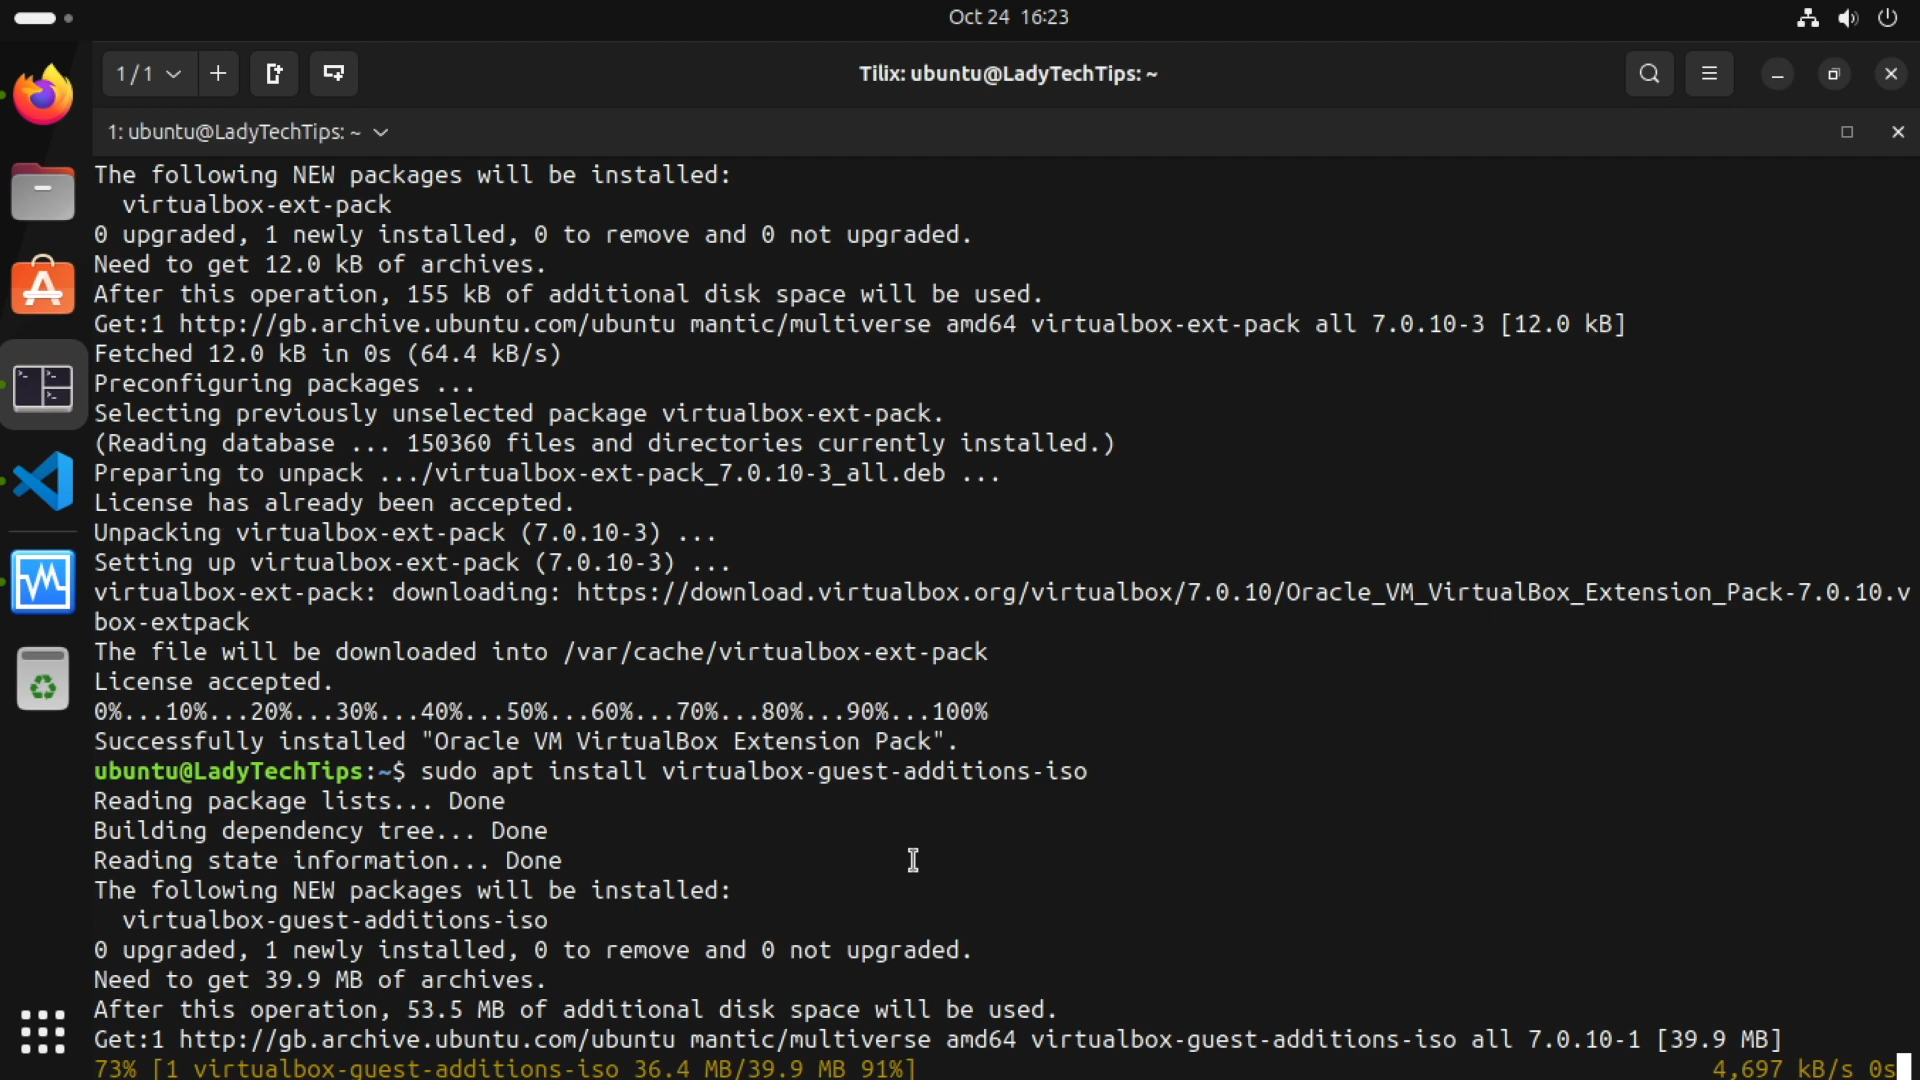 Oct 24 16:23
1 / 1
Tilix: ubuntu@LadyTechTips: ~
1: ubuntu@LadyTechTips: ~
The following NEW packages will be installed:
  virtualbox-ext-pack
0 upgraded, 1 newly installed, 0 to remove and 0 not upgraded.
Need to get 12.0 kB of archives.
After this operation, 155 kB of additional disk space will be used.
Get:1 http://gb.archive.ubuntu.com/ubuntu mantic/multiverse amd64 virtualbox-ext-pack all 7.0.10-3 [12.0 kB]
Fetched 12.0 kB in 0s (64.4 kB/s)
Preconfiguring packages ...
Selecting previously unselected package virtualbox-ext-pack.
(Reading database ... 150360 files and directories currently installed.)
Preparing to unpack .../virtualbox-ext-pack_7.0.10-3_all.deb ...
License has already been accepted.
Unpacking virtualbox-ext-pack (7.0.10-3) ...
Setting up virtualbox-ext-pack (7.0.10-3) ...
virtualbox-ext-pack: downloading: https://download.virtualbox.org/virtualbox/7.0.10/Oracle_VM_VirtualBox_Extension_Pack-7.0.10.v
box-extpack
The file will be downloaded into /var/cache/virtualbox-ext-pack
License accepted.
0%...10%...20%...30%...40%...50%...60%...70%...80%...90%...100%
Successfully installed "Oracle VM VirtualBox Extension Pack".
ubuntu@LadyTechTips:~$ sudo apt install virtualbox-guest-additions-iso
Reading package lists... Done
Building dependency tree... Done
Reading state information... Done
The following NEW packages will be installed:
  virtualbox-guest-additions-iso
0 upgraded, 1 newly installed, 0 to remove and 0 not upgraded.
Need to get 39.9 MB of archives.
After this operation, 53.5 MB of additional disk space will be used.
Get:1 http://gb.archive.ubuntu.com/ubuntu mantic/multiverse amd64 virtualbox-guest-additions-iso all 7.0.10-1 [39.9 MB]
73% [1 virtualbox-guest-additions-iso 36.4 MB/39.9 MB 91%] 4,697 kB/s 0s